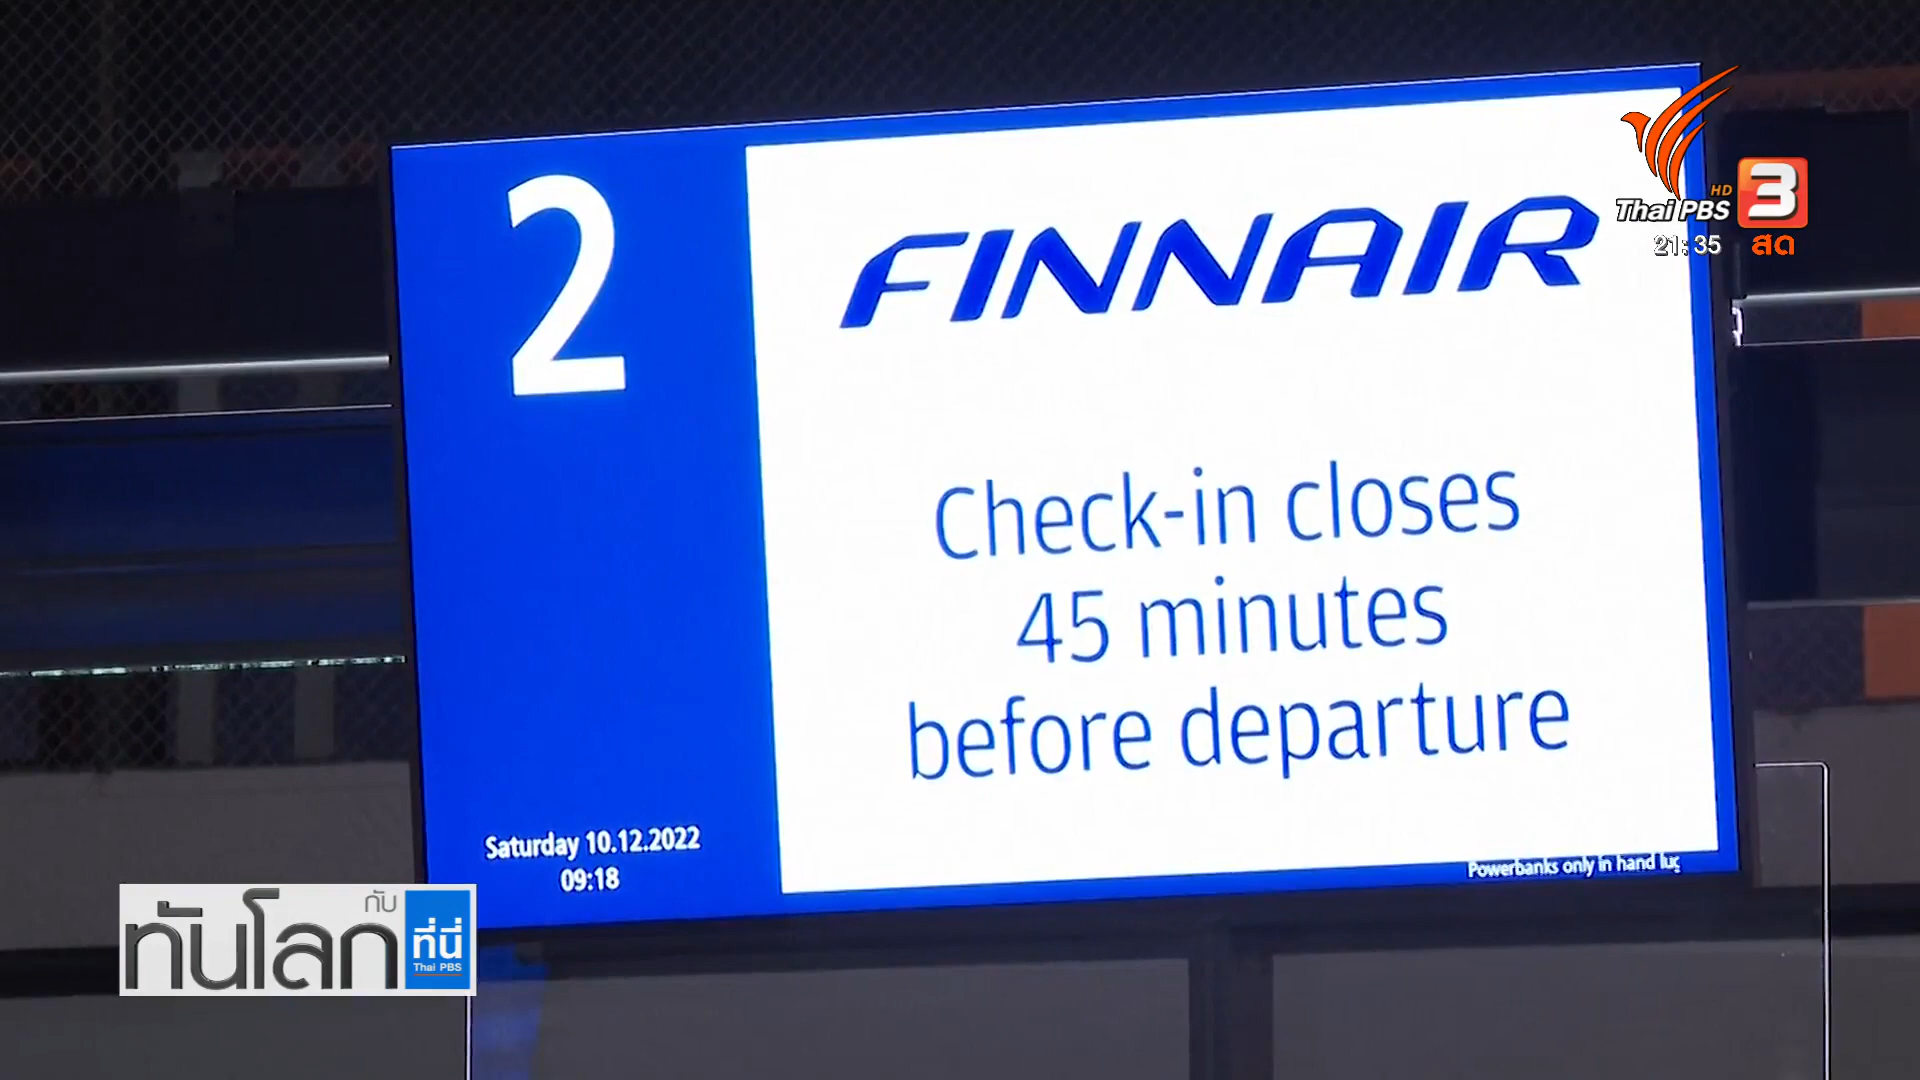 2
FINNAIR
Check-in closes
45 minutes
before departure
Saturday 10.12.2022
09:18
Powerbanks only in hand
HD
Thai PBS
3
21:35
สด
ทันโลก
กับ
ที่นี่
Thai PBS